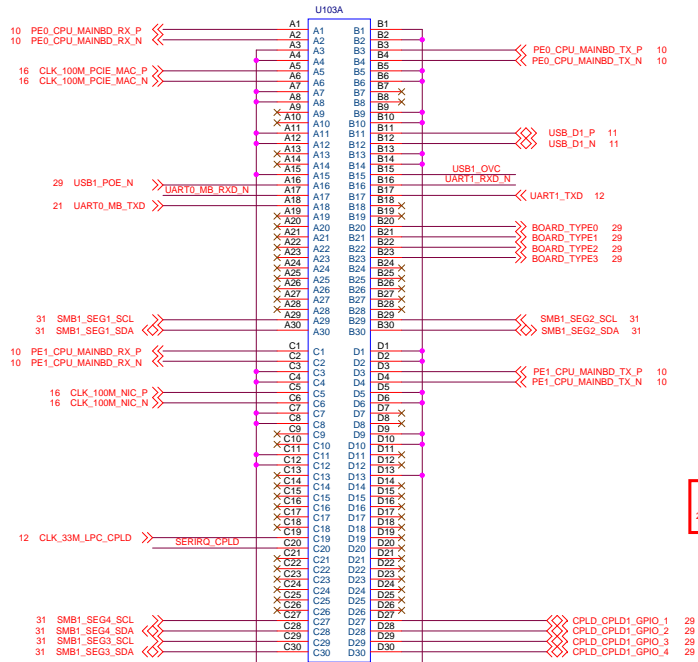 U103A
10 PE0_CPU_MAINBD_RX_P A1 A1 B1 B1
10 PE0_CPU_MAINBD_RX_N A2 A2 B2 B2
A3 A3 B3 B3 PE0_CPU_MAINBD_TX_P 10
A4 A4 B4 B4 PE0_CPU_MAINBD_TX_N 10
16 CLK_100M_PCIE_MAC_P A5 A5 B5 B5
16 CLK_100M_PCIE_MAC_N A6 A6 B6 B6
A7 A7 B7 B7
A8 A8 B8 B8
A9 A9 B9 B9
A10 A10 B10 B10
A11 A11 B11 B11 USB_D1_P 11
A12 A12 B12 B12 USB_D1_N 11
A13 A13 B13 B13
A14 A14 B14 B14
A15 A15 B15 B15 USB1_OVC
29 USB1_POE_N A16 A16 B16 B16 UART1_RXD_N
UART0_MB_RXD_N A17 A17 B17 B17 UART1_TXD 12
21 UART0_MB_TXD A18 A18 B18 B18
A19 A19 B19 B19
A20 A20 B20 B20 BOARD_TYPE0 29
A21 A21 B21 B21 BOARD_TYPE1 29
A22 A22 B22 B22 BOARD_TYPE2 29
A23 A23 B23 B23 BOARD_TYPE3 29
A24 A24 B24 B24
A25 A25 B25 B25
A26 A26 B26 B26
A27 A27 B27 B27
A28 A28 B28 B28
31 SMB1_SEG1_SCL A29 A29 B29 B29 SMB1_SEG2_SCL 31
31 SMB1_SEG1_SDA A30 A30 B30 B30 SMB1_SEG2_SDA 31
10 PE1_CPU_MAINBD_RX_P C1 C1 D1 D1
10 PE1_CPU_MAINBD_RX_N C2 C2 D2 D2
C3 C3 D3 D3 PE1_CPU_MAINBD_TX_P 10
C4 C4 D4 D4 PE1_CPU_MAINBD_TX_N 10
16 CLK_100M_NIC_P C5 C5 D5 D5
16 CLK_100M_NIC_N C6 C6 D6 D6
C7 C7 D7 D7
C8 C8 D8 D8
C9 C9 D9 D9
C10 C10 D10 D10
C11 C11 D11 D11
C12 C12 D12 D12
C13 C13 D13 D13
C14 C14 D14 D14
C15 C15 D15 D15
C16 C16 D16 D16
C17 C17 D17 D17
C18 C18 D18 D18
12 CLK_33M_LPC_CPLD C19 C19 D19 D19
SERIRQ_CPLD C20 C20 D20 D20
C21 C21 D21 D21
C22 C22 D22 D22
C23 C23 D23 D23
C24 C24 D24 D24
C25 C25 D25 D25
C26 C26 D26 D26
31 SMB1_SEG4_SCL C27 C27 D27 D27 CPLD_CPLD1_GPIO_1 29
31 SMB1_SEG4_SDA C28 C28 D28 D28 CPLD_CPLD1_GPIO_2 29
31 SMB1_SEG3_SCL C29 C29 D29 D29 CPLD_CPLD1_GPIO_3 29
31 SMB1_SEG3_SDA C30 C30 D30 D30 CPLD_CPLD1_GPIO_4 29